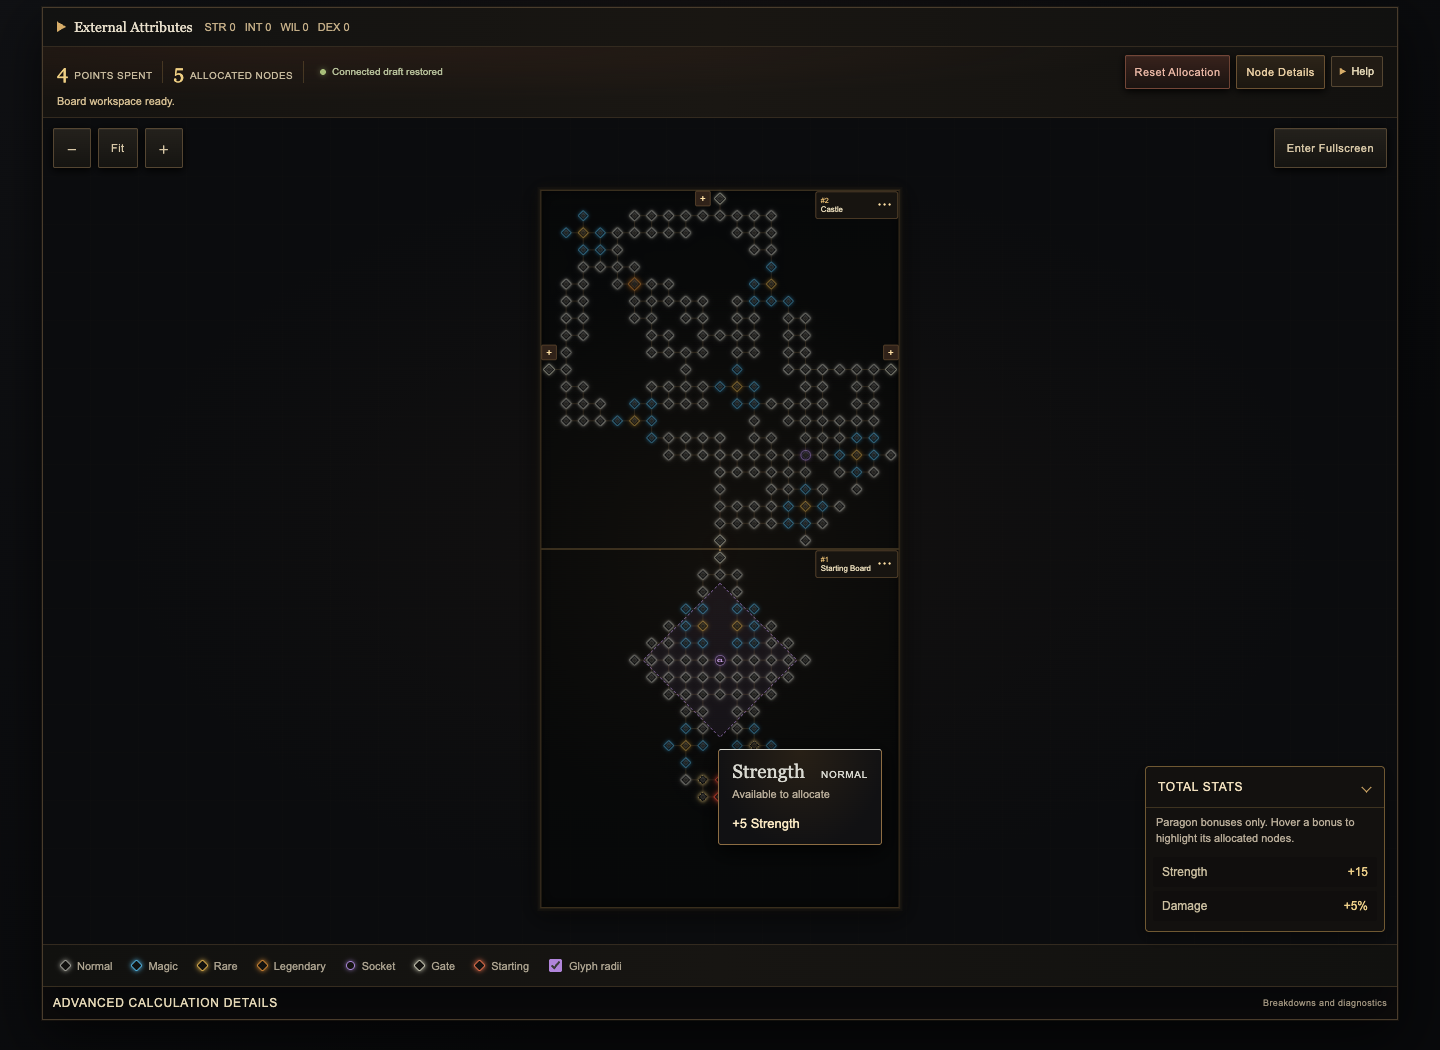 External Attributes STR 0 INT 0 WIL 0 DEX 0
4 POINTS SPENT 5 ALLOCATED NODES Connected draft restored
Reset Allocation Node Details Help
Board workspace ready.
− Fit +
Enter Fullscreen
+
#2
Castle
...
+ +
#1
Starting Board
...
GL
Strength NORMAL
Available to allocate
+5 Strength
TOTAL STATS
Paragon bonuses only. Hover a bonus to
highlight its allocated nodes.
Strength +15
Damage +5%
Normal Magic Rare Legendary Socket Gate Starting Glyph radii
ADVANCED CALCULATION DETAILS Breakdowns and diagnostics